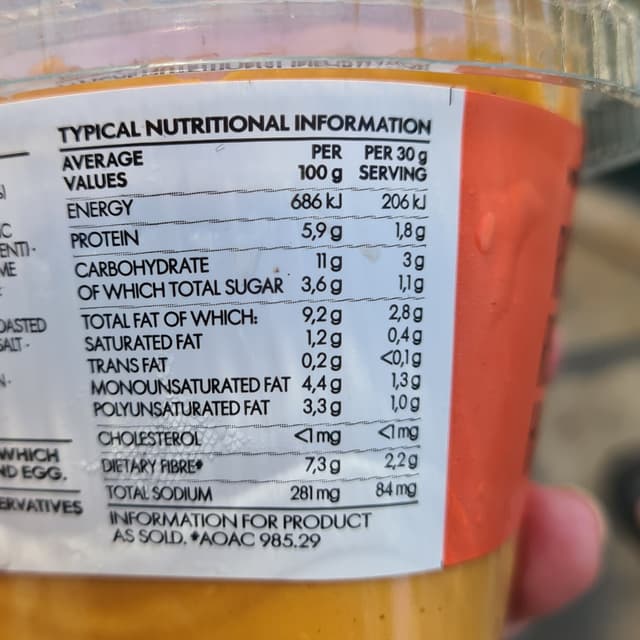 TYPICAL NUTRITIONAL INFORMATION
AVERAGE VALUES PER 100 g PER 30 g SERVING
ENERGY 686 kJ 206 kJ
PROTEIN 5,9 g 1,8 g
CARBOHYDRATE 11 g 3 g
OF WHICH TOTAL SUGAR 3,6 g 1,1 g
TOTAL FAT OF WHICH: 9,2 g 2,8 g
SATURATED FAT 1,2 g 0,4 g
TRANS FAT 0,2 g <0,1 g
MONOUNSATURATED FAT 4,4 g 1,3 g
POLYUNSATURATED FAT 3,3 g 1,0 g
CHOLESTEROL <1 mg <1 mg
DIETARY FIBRE* 7,3 g 2,2 g
TOTAL SODIUM 281 mg 84 mg
INFORMATION FOR PRODUCT
AS SOLD. *AOAC 985.29
WHICH
EGG.